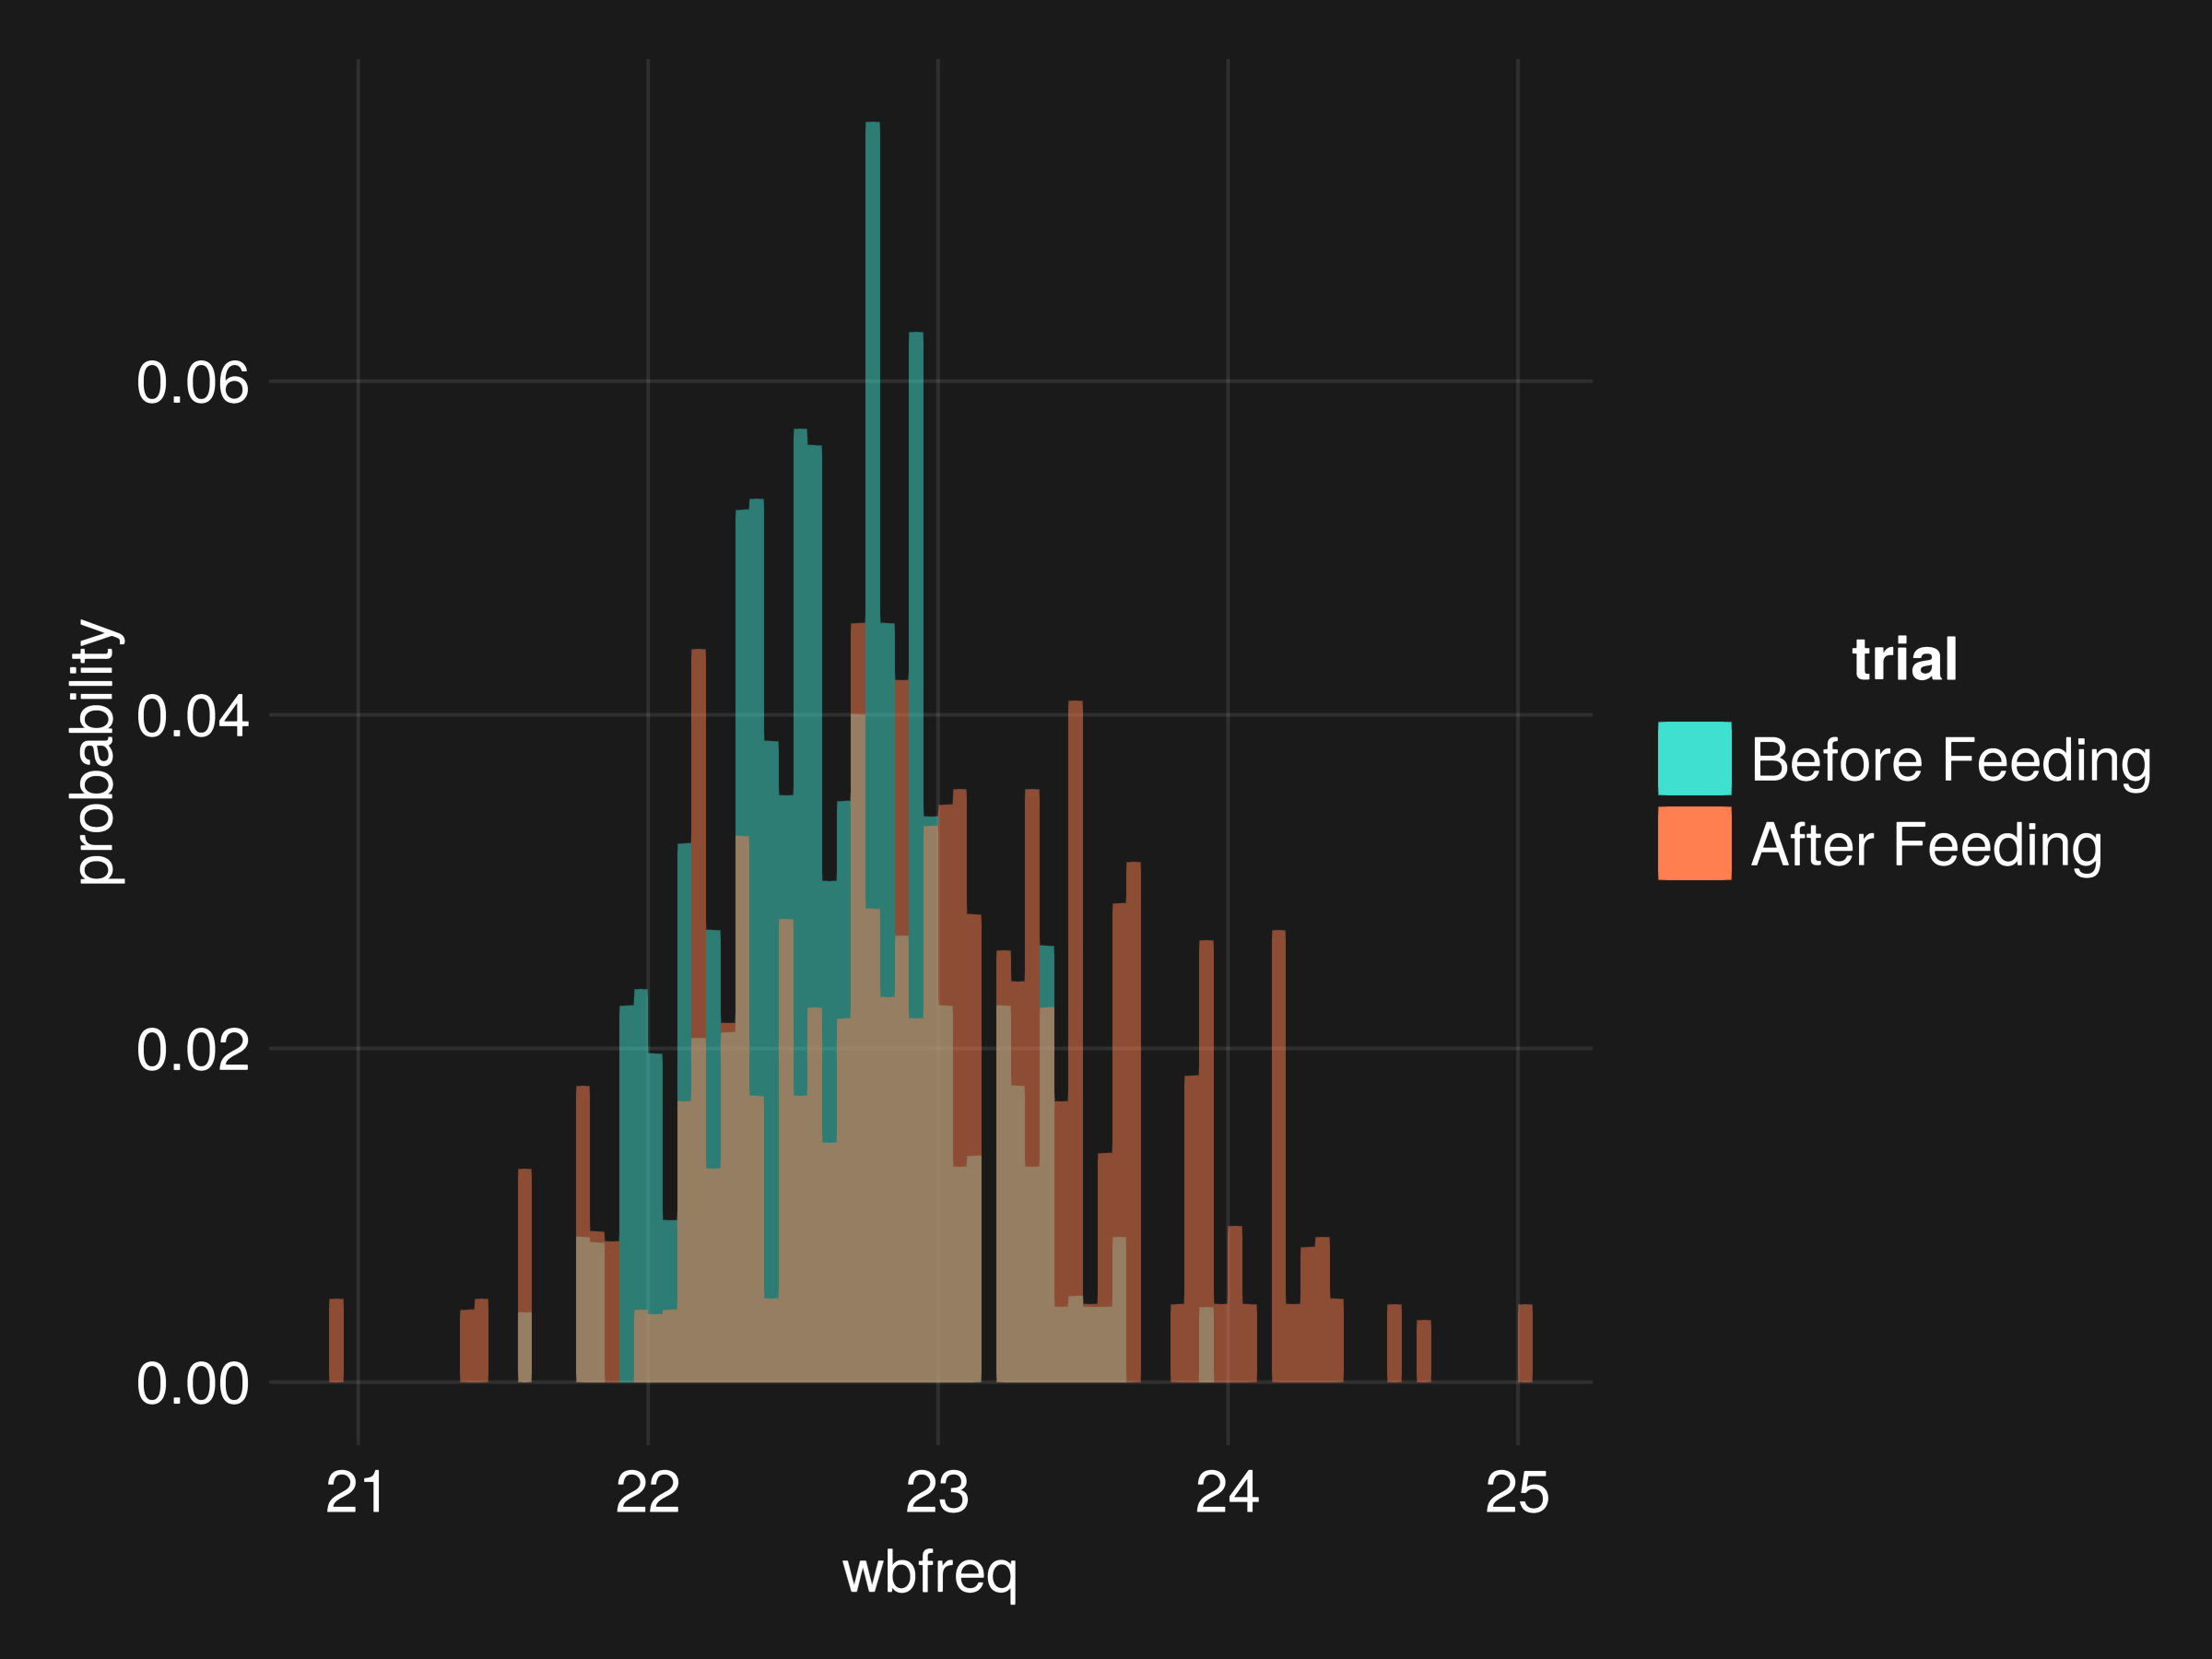 0.06
0.04
0.02
0.00
probability
21 22 23 24 25
wbfreq
trial
Before Feeding
After Feeding